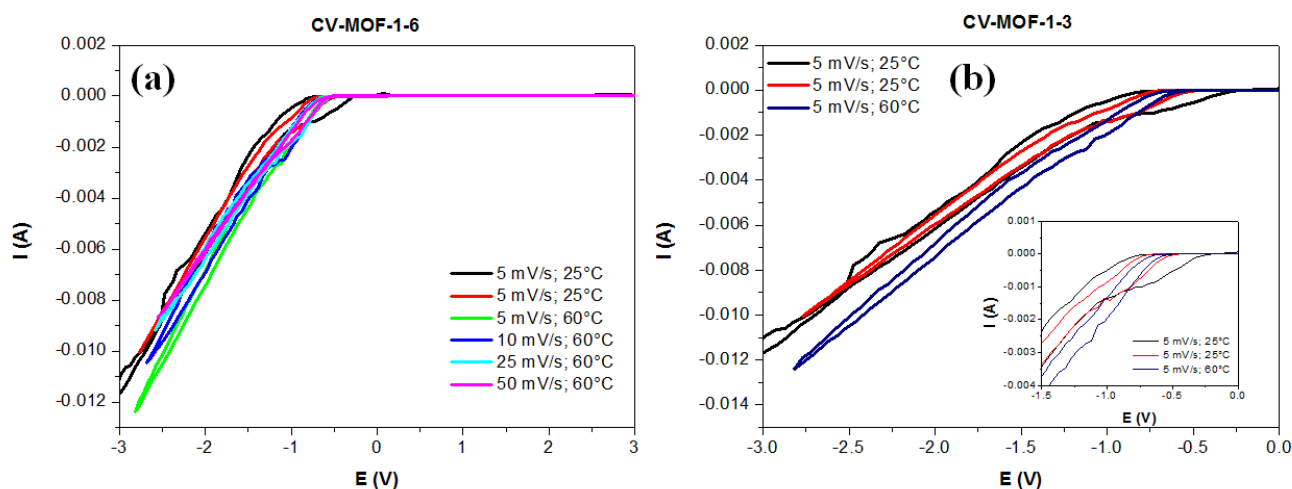 CV-MOF-1-6
(a)
0.002
0.000
-0.002
-0.004
-0.006
-0.008
-0.010
-0.012
I (A)
5 mV/s; 25°C
5 mV/s; 25°C
5 mV/s; 60°C
10 mV/s; 60°C
25 mV/s; 60°C
50 mV/s; 60°C
-3 -2 -1 0 1 2 3
E (V)
CV-MOF-1-3
(b)
0.002
0.000
-0.002
-0.004
-0.006
-0.008
-0.010
-0.012
-0.014
I (A)
5 mV/s; 25°C
5 mV/s; 25°C
5 mV/s; 60°C
0.001
0.000
-0.001
-0.002
-0.003
-0.004
I (A)
5 mV/s; 25°C
5 mV/s; 25°C
5 mV/s; 60°C
-1.5 -1.0 -0.5 0.0
E (V)
-3.0 -2.5 -2.0 -1.5 -1.0 -0.5 0.0
E (V)